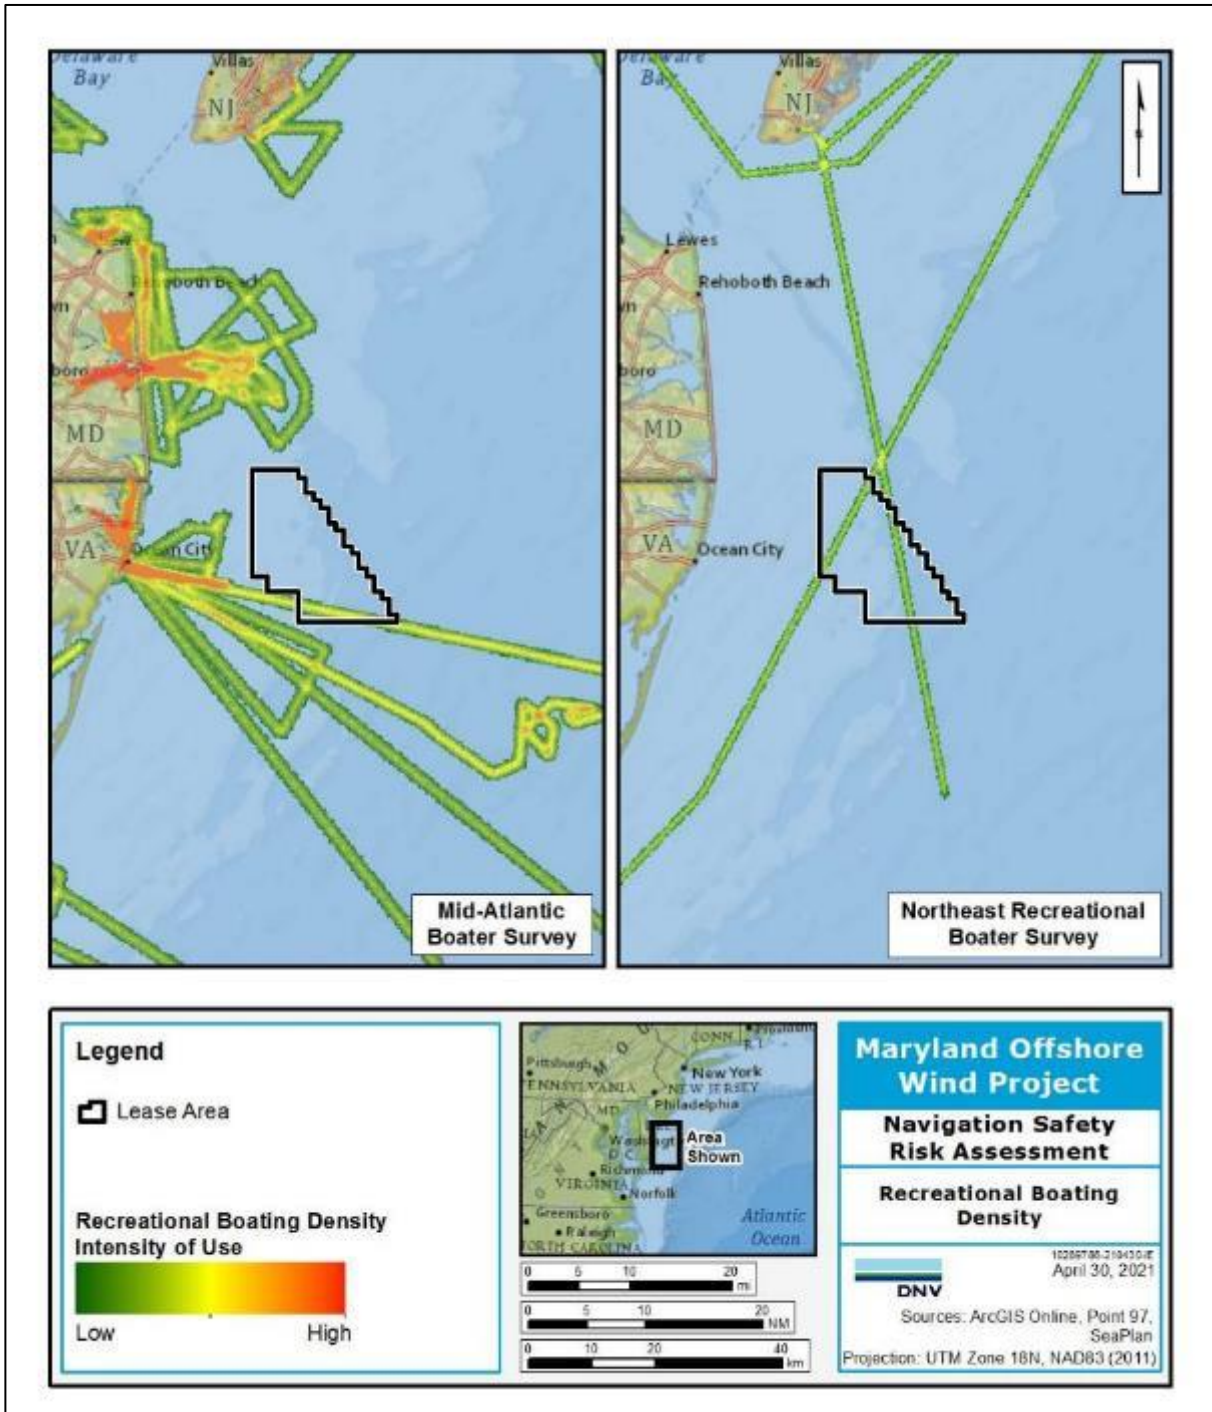 Delaware
Bay
Villas
NJ
Rehoboth Beach
boro
MD
VA
Ocean City
Mid-Atlantic
Boater Survey
Delaware
Bay
Villas
NJ
Lewes
Rehoboth Beach
boro
MD
VA
Ocean City
Northeast Recreational
Boater Survey
Legend
Lease Area
Recreational Boating Density
Intensity of Use
Low High
CONN
R.I.
Pittsburgh
New York
PENNSYLVANIA
NEW JERSEY
Philadelphia
MD
Area
Shown
Washington
D.C.
Richmond
VIRGINIA
Norfolk
Greensboro
Raleigh
NORTH CAROLINA
Atlantic
Ocean
0 5 10 20
mi
0 5 10 20
NM
0 10 20 40
km
Maryland Offshore
Wind Project
Navigation Safety
Risk Assessment
Recreational Boating
Density
April 30, 2021
DNV
Sources: ArcGIS Online, Point 97,
SeaPlan
Projection: UTM Zone 18N, NAD83 (2011)